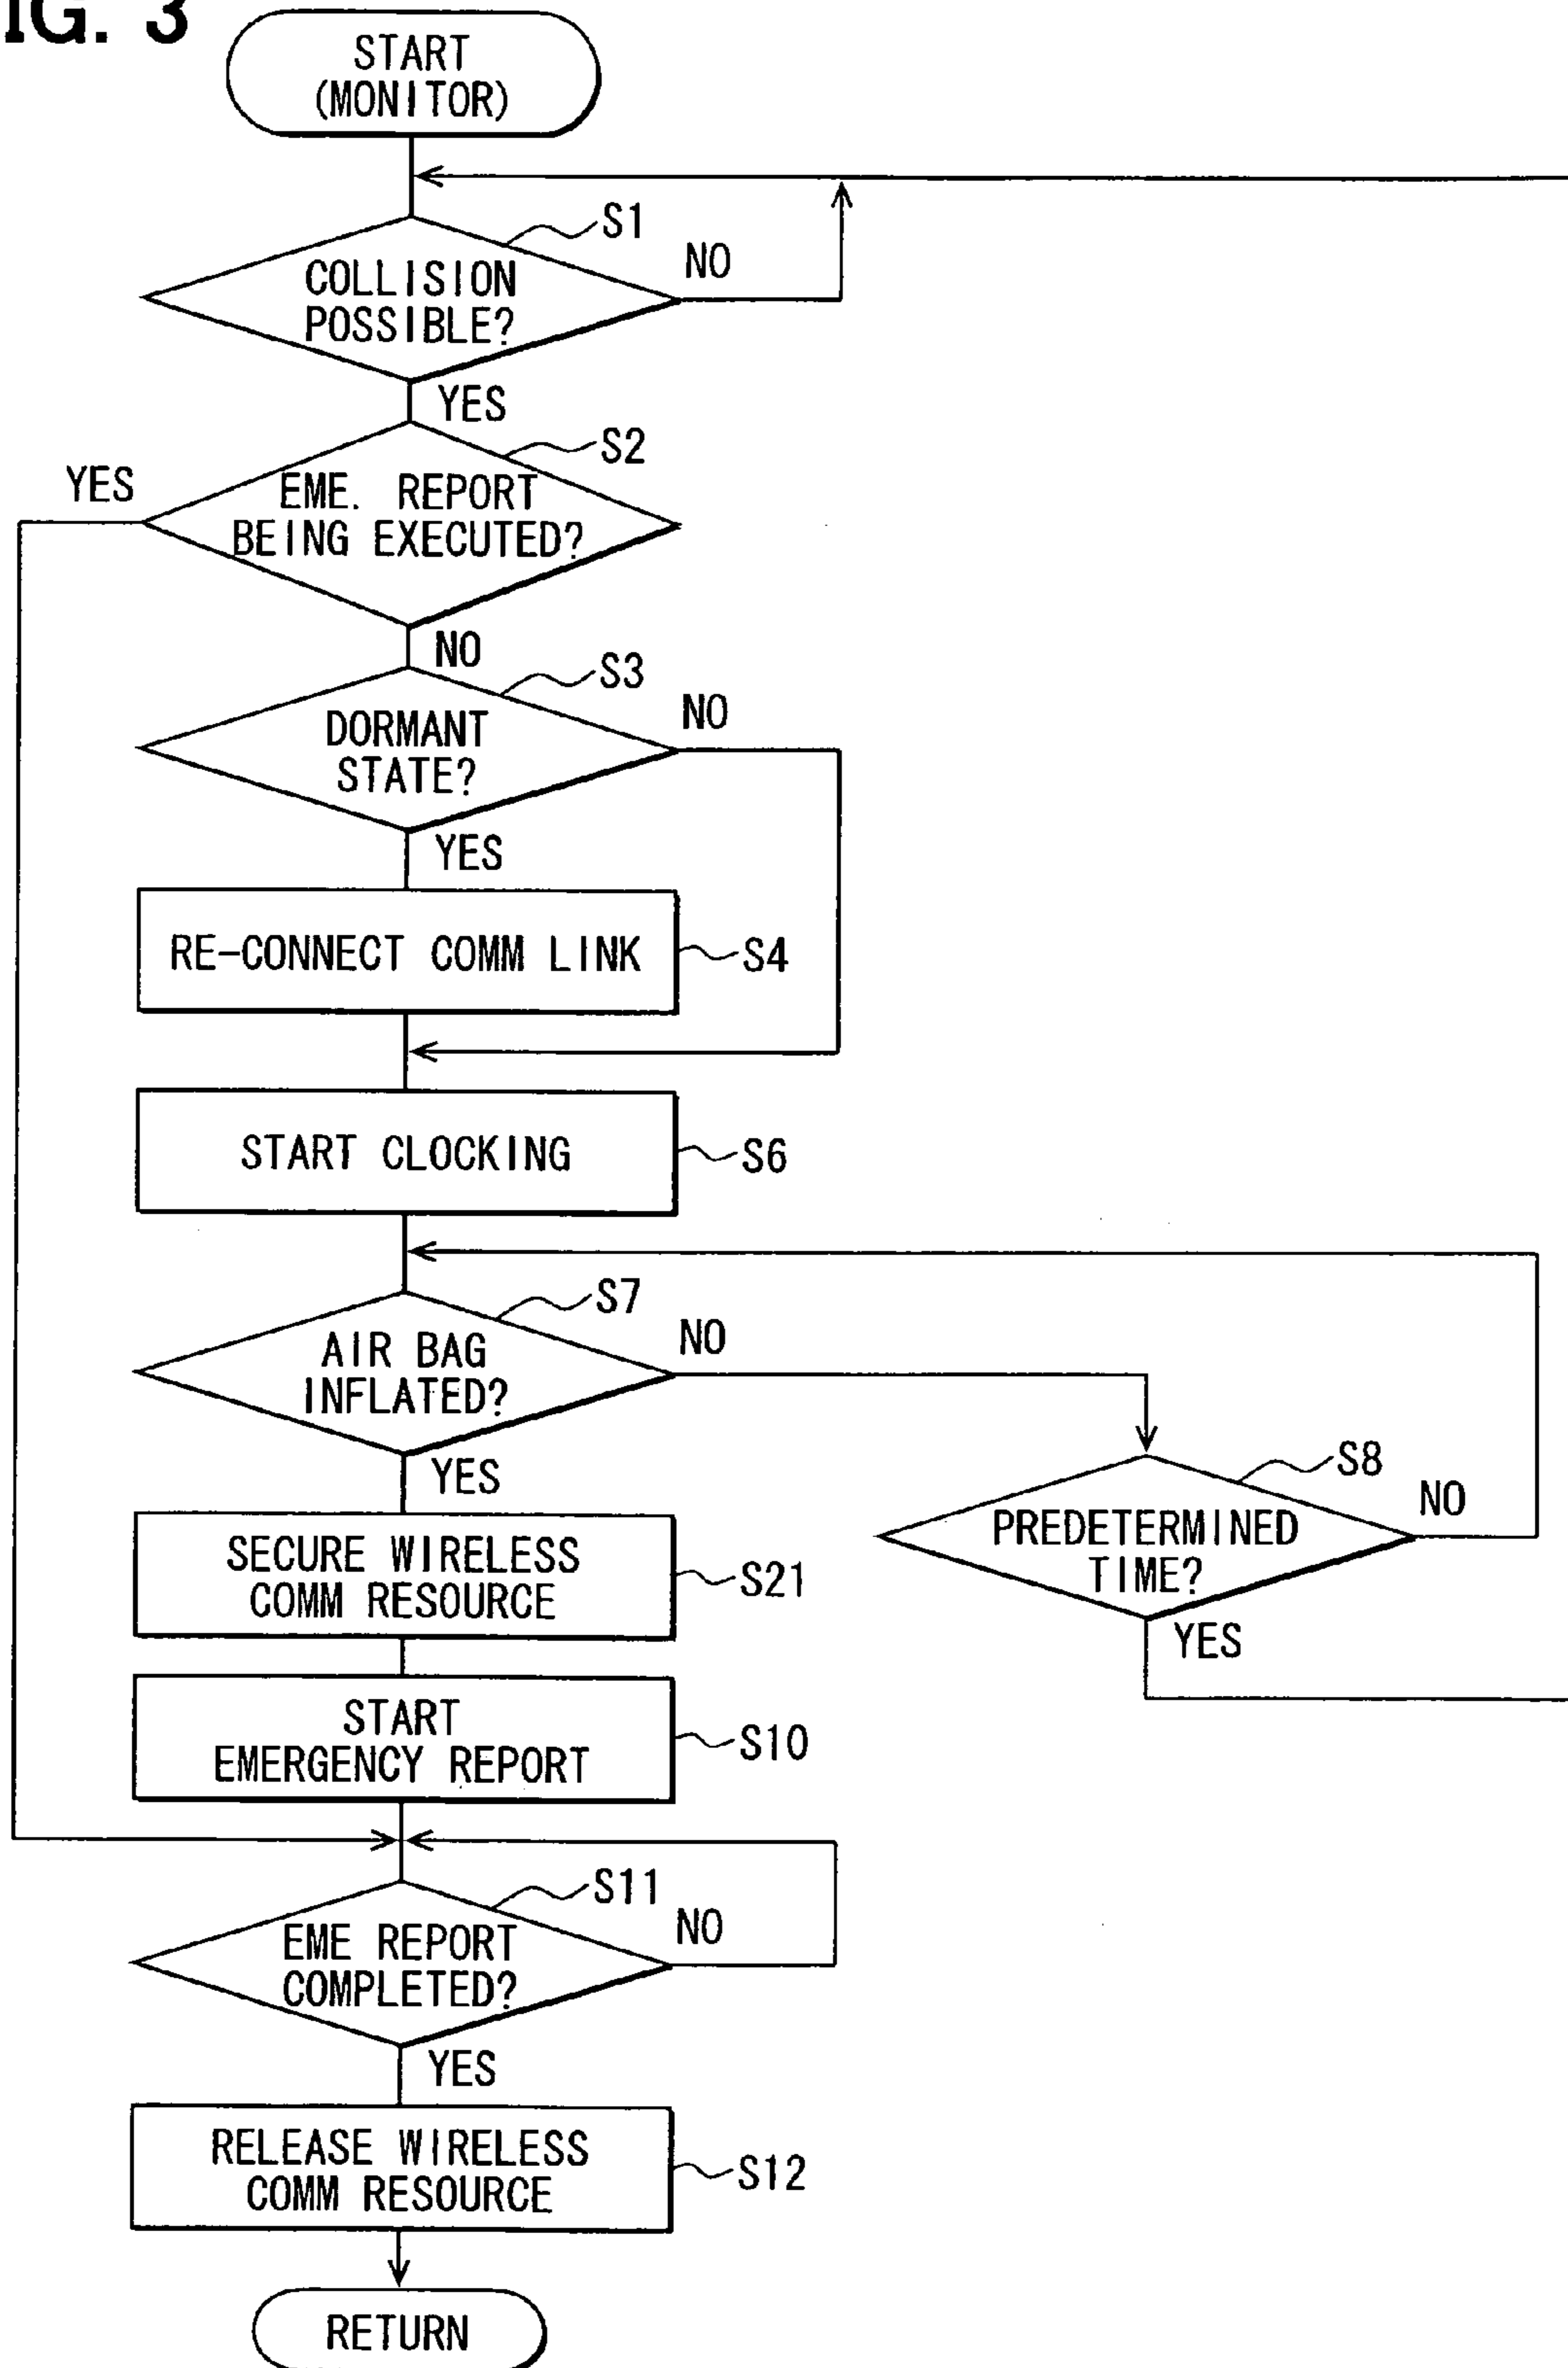 IG. 3
START
(MONITOR)
S1
COLLISION
POSSIBLE?
NO
YES
S2
YES
EME. REPORT
BEING EXECUTED?
NO
S3
DORMANT
STATE?
NO
YES
RE-CONNECT COMM LINK
S4
START CLOCKING
S6
S7
AIR BAG
INFLATED?
NO
YES
S8
PREDETERMINED
TIME?
NO
YES
SECURE WIRELESS
COMM RESOURCE
S21
START
EMERGENCY REPORT
S10
S11
EME REPORT
COMPLETED?
NO
YES
RELEASE WIRELESS
COMM RESOURCE
S12
RETURN